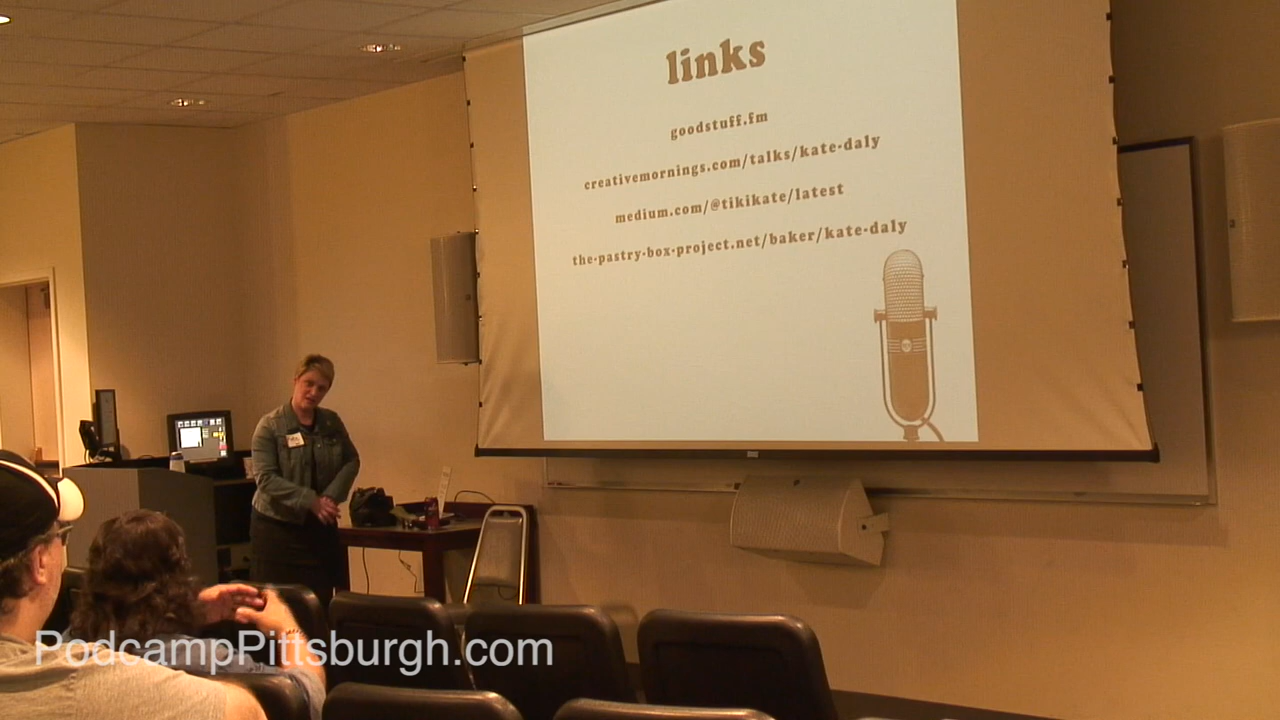 links
goodstuff.fm
creativemornings.com/talks/kate-daly
medium.com/@tikikate/latest
the-pastry-box-project.net/baker/kate-daly
PodcampPittsburgh.com